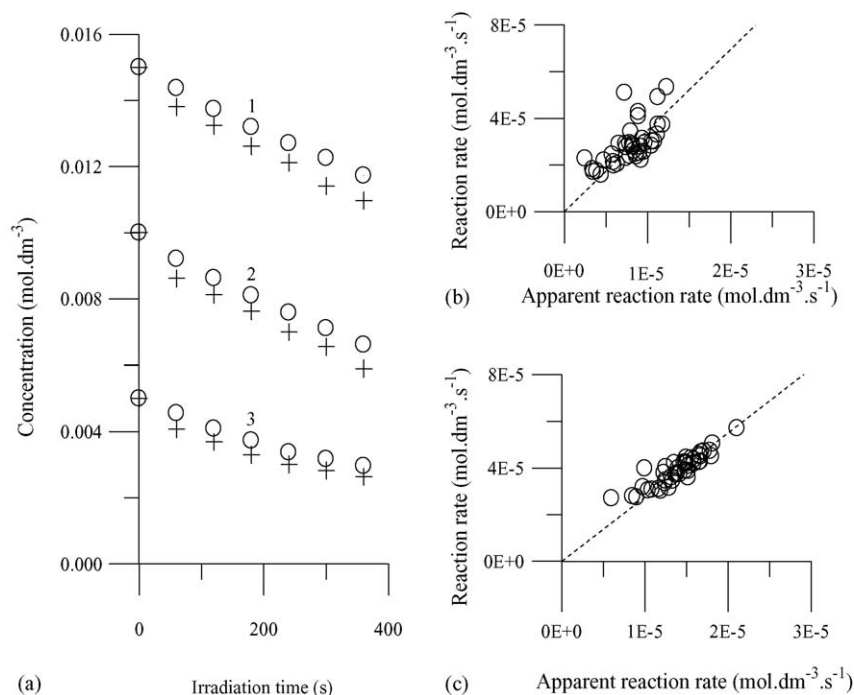 0.016
0.012
0.008
0.004
0.000
0
200
400
1
2
3
Concentration (mol.dm⁻³)
Irradiation time (s)
(a)
8E-5
4E-5
0E+0
0E+0
1E-5
2E-5
3E-5
Reaction rate (mol.dm⁻³.s⁻¹)
(b)
Apparent reaction rate (mol.dm⁻³.s⁻¹)
8E-5
4E-5
0E+0
0E+0
1E-5
2E-5
3E-5
Reaction rate (mol.dm⁻³.s⁻¹)
(c)
Apparent reaction rate (mol.dm⁻³.s⁻¹)